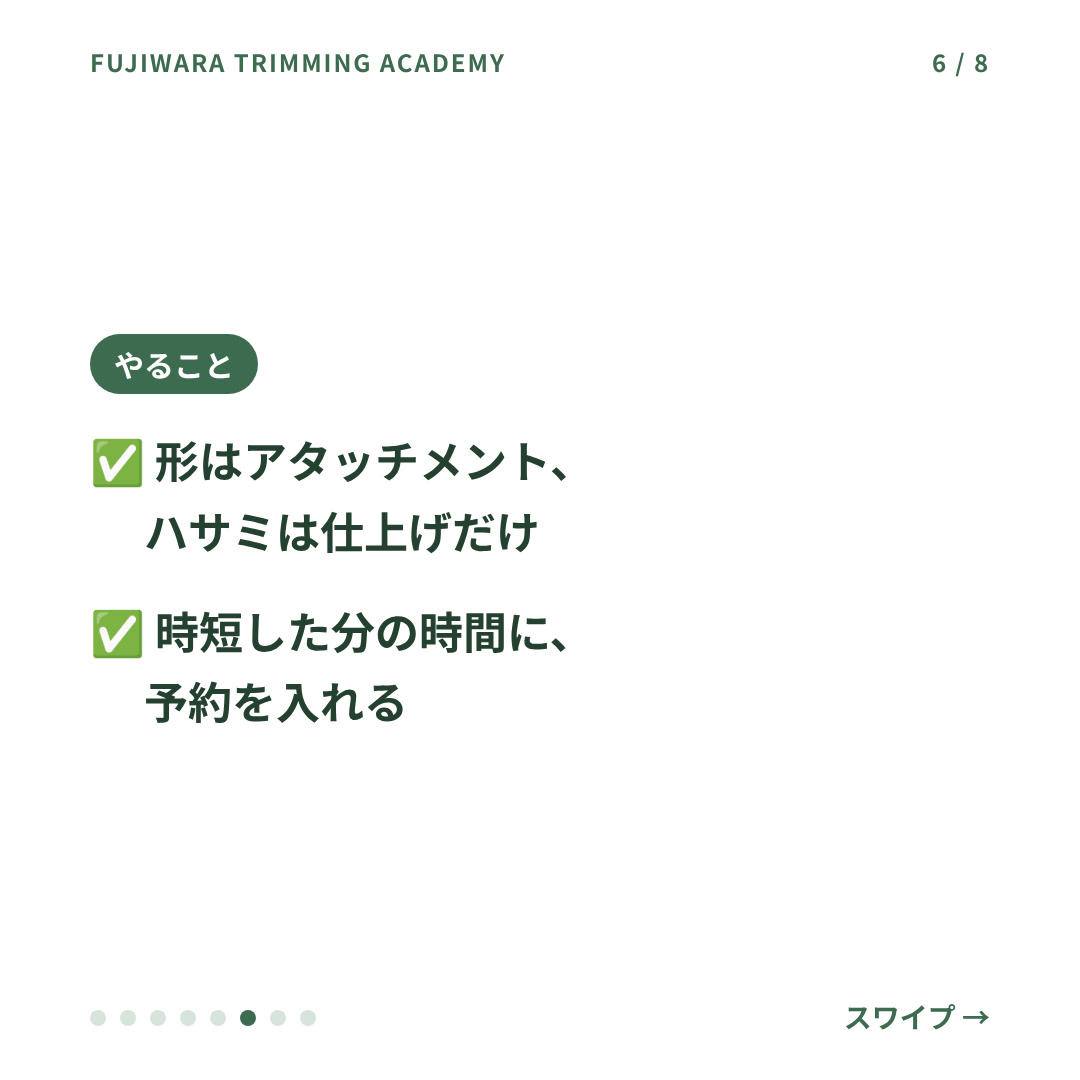 FUJIWARA TRIMMING ACADEMY
6 / 8
やること
✅ 形はアタッチメント、
ハサミは仕上げだけ
✅ 時短した分の時間に、
予約を入れる
スワイプ →